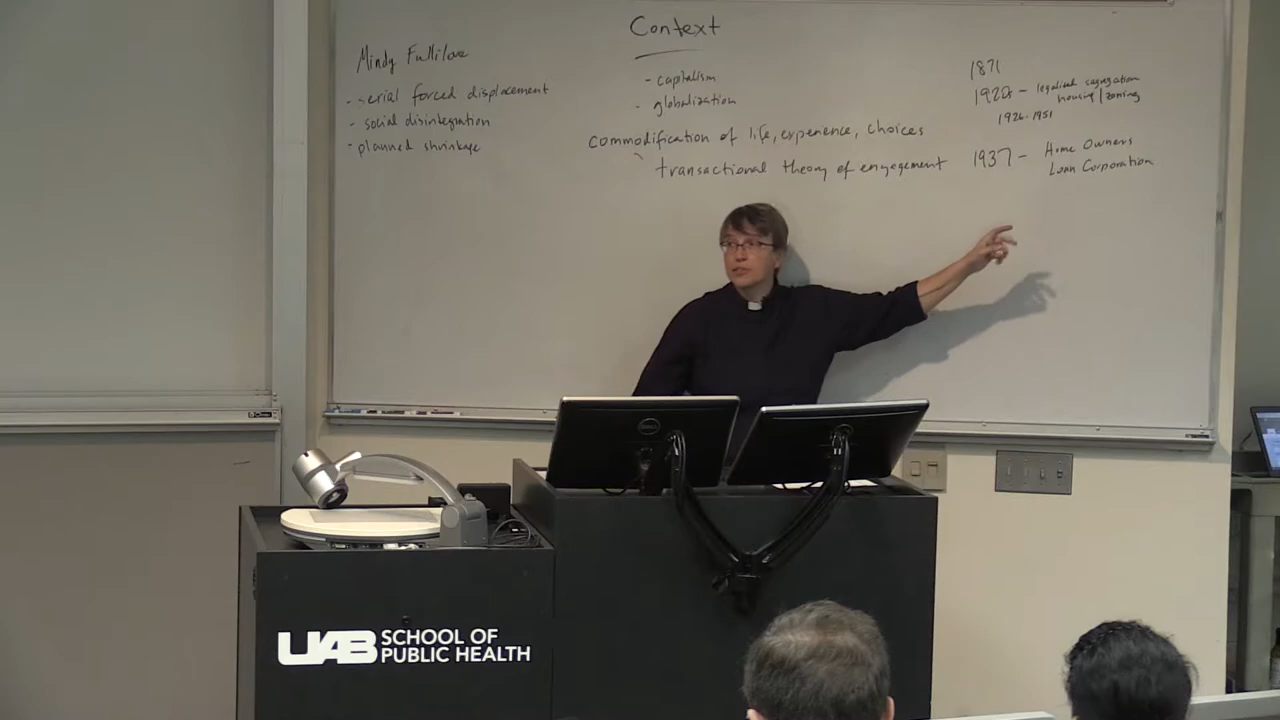 Mindy Fullilove
- serial forced displacement
- social disintegration
- planned shrinkage
Context
- capitalism
- globalization
commodification of life, experience, choices
transactional theory of engagement
1871
1920s - legalized segregation
housing/zoning
1926-1951
1937 - Home Owners
Loan Corporation
DELL
UAB SCHOOL OF
PUBLIC HEALTH